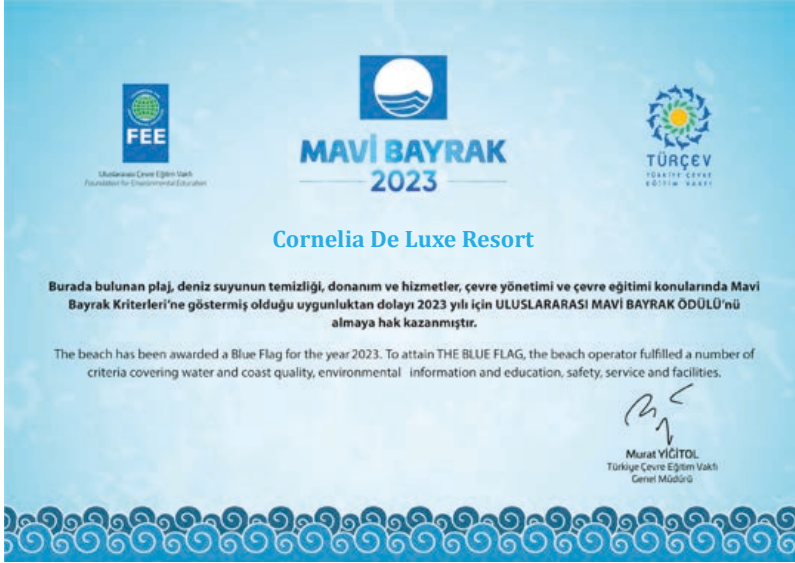 FEE
Uluslararası Çevre Eğitim Vakfı
Foundation for Environmental Education
MAVİ BAYRAK
2023
TÜRÇEV
TÜRKİYE ÇEVRE
EĞİTİM VAKFI
Cornelia De Luxe Resort
Burada bulunan plaj, deniz suyunun temizliği, donanım ve hizmetler, çevre yönetimi ve çevre eğitimi konularında Mavi
Bayrak Kriterleri’ne göstermiş olduğu uygunluktan dolayı 2023 yılı için ULUSLARARASI MAVİ BAYRAK ÖDÜLÜ’nü
almaya hak kazanmıştır.
The beach has been awarded a Blue Flag for the year 2023. To attain THE BLUE FLAG, the beach operator fulfilled a number of
criteria covering water and coast quality, environmental information and education, safety, service and facilities.
Murat YİĞİTOL
Türkiye Çevre Eğitim Vakfı
Genel Müdürü